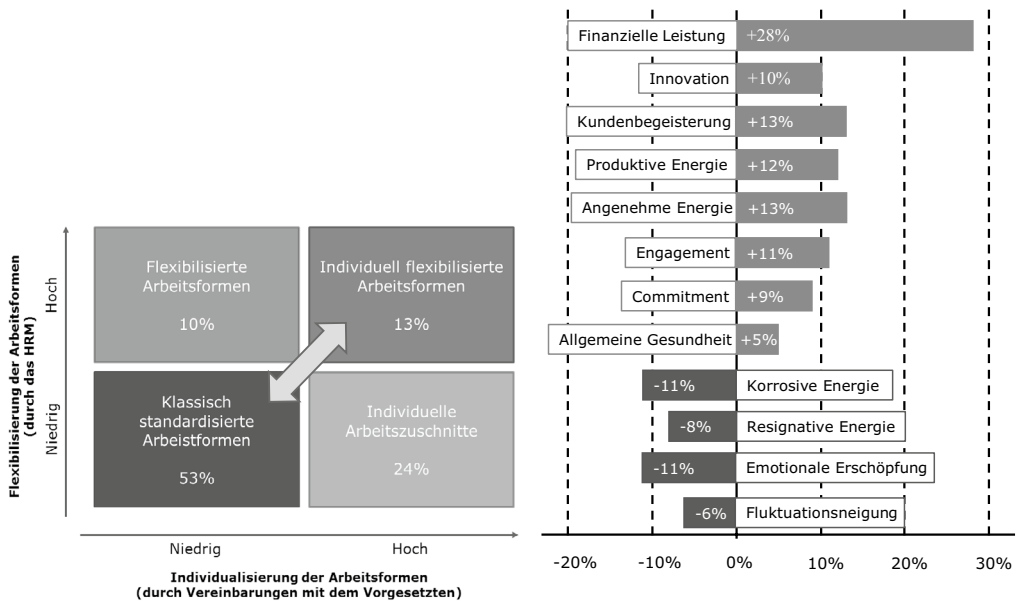 Flexibilisierung der Arbeitsformen
(durch das HRM)
Hoch
Niedrig
Flexibilisierte
Arbeitsformen
10%
Individuell flexibilisierte
Arbeitsformen
13%
Klassisch
standardisierte
Arbeistformen
53%
Individuelle
Arbeitszuschnitte
24%
Niedrig
Hoch
Individualisierung der Arbeitsformen
(durch Vereinbarungen mit dem Vorgesetzten)
Finanzielle Leistung +28%
Innovation +10%
Kundenbegeisterung +13%
Produktive Energie +12%
Angenehme Energie +13%
Engagement +11%
Commitment +9%
Allgemeine Gesundheit +5%
-11% Korrosive Energie
-8% Resignative Energie
-11% Emotionale Erschöpfung
-6% Fluktuationsneigung
-20% -10% 0% 10% 20% 30%